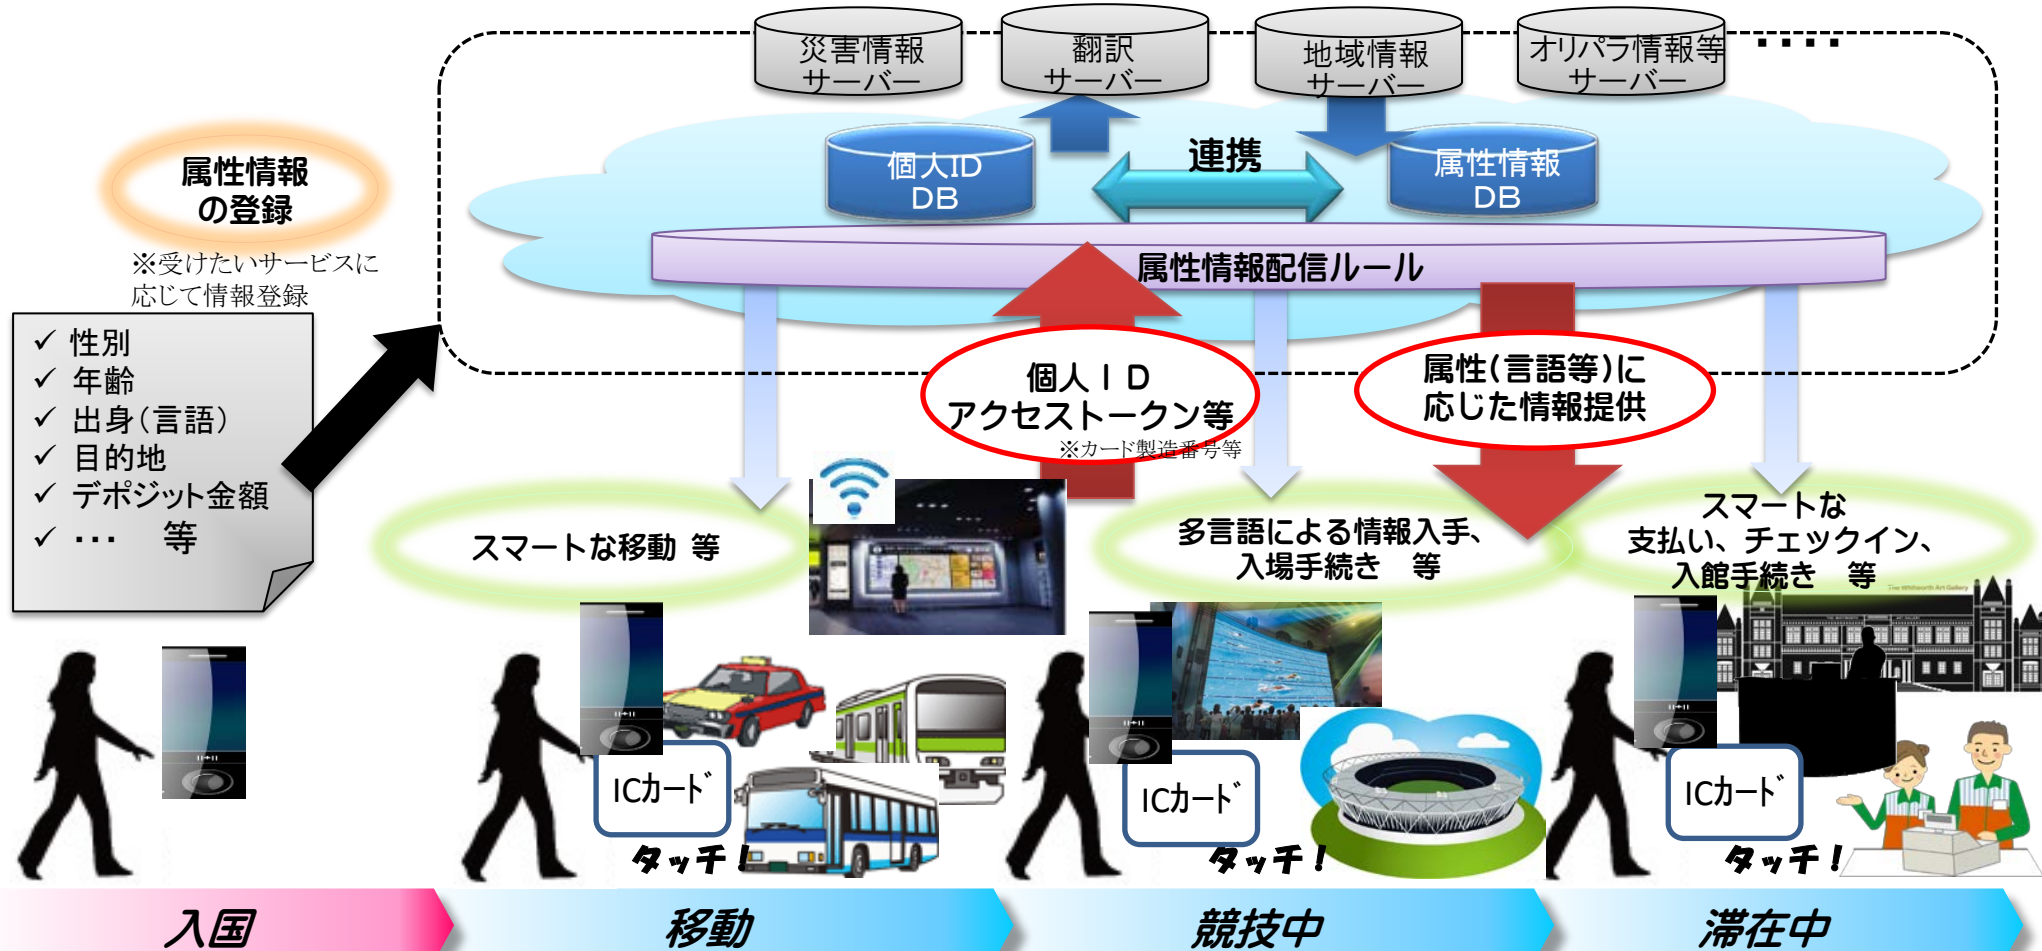 災害情報
サーバー
翻訳
サーバー
地域情報
サーバー
オリパラ情報等
サーバー
・・・・
個人ID
DB
連携
属性情報
DB
属性情報配信ルール
属性情報
の登録
※受けたいサービスに
応じて情報登録
✓ 性別
✓ 年齢
✓ 出身(言語)
✓ 目的地
✓ デポジット金額
✓ ・・・ 等
個人ID
アクセストークン等
※カード製造番号等
属性(言語等)に
応じた情報提供
スマートな移動 等
多言語による情報入手、
入場手続き 等
スマートな
支払い、チェックイン、
入館手続き 等
The Whitworth Art Gallery
ICカード
タッチ!
ICカード
タッチ!
ICカード
タッチ!
入国
移動
競技中
滞在中